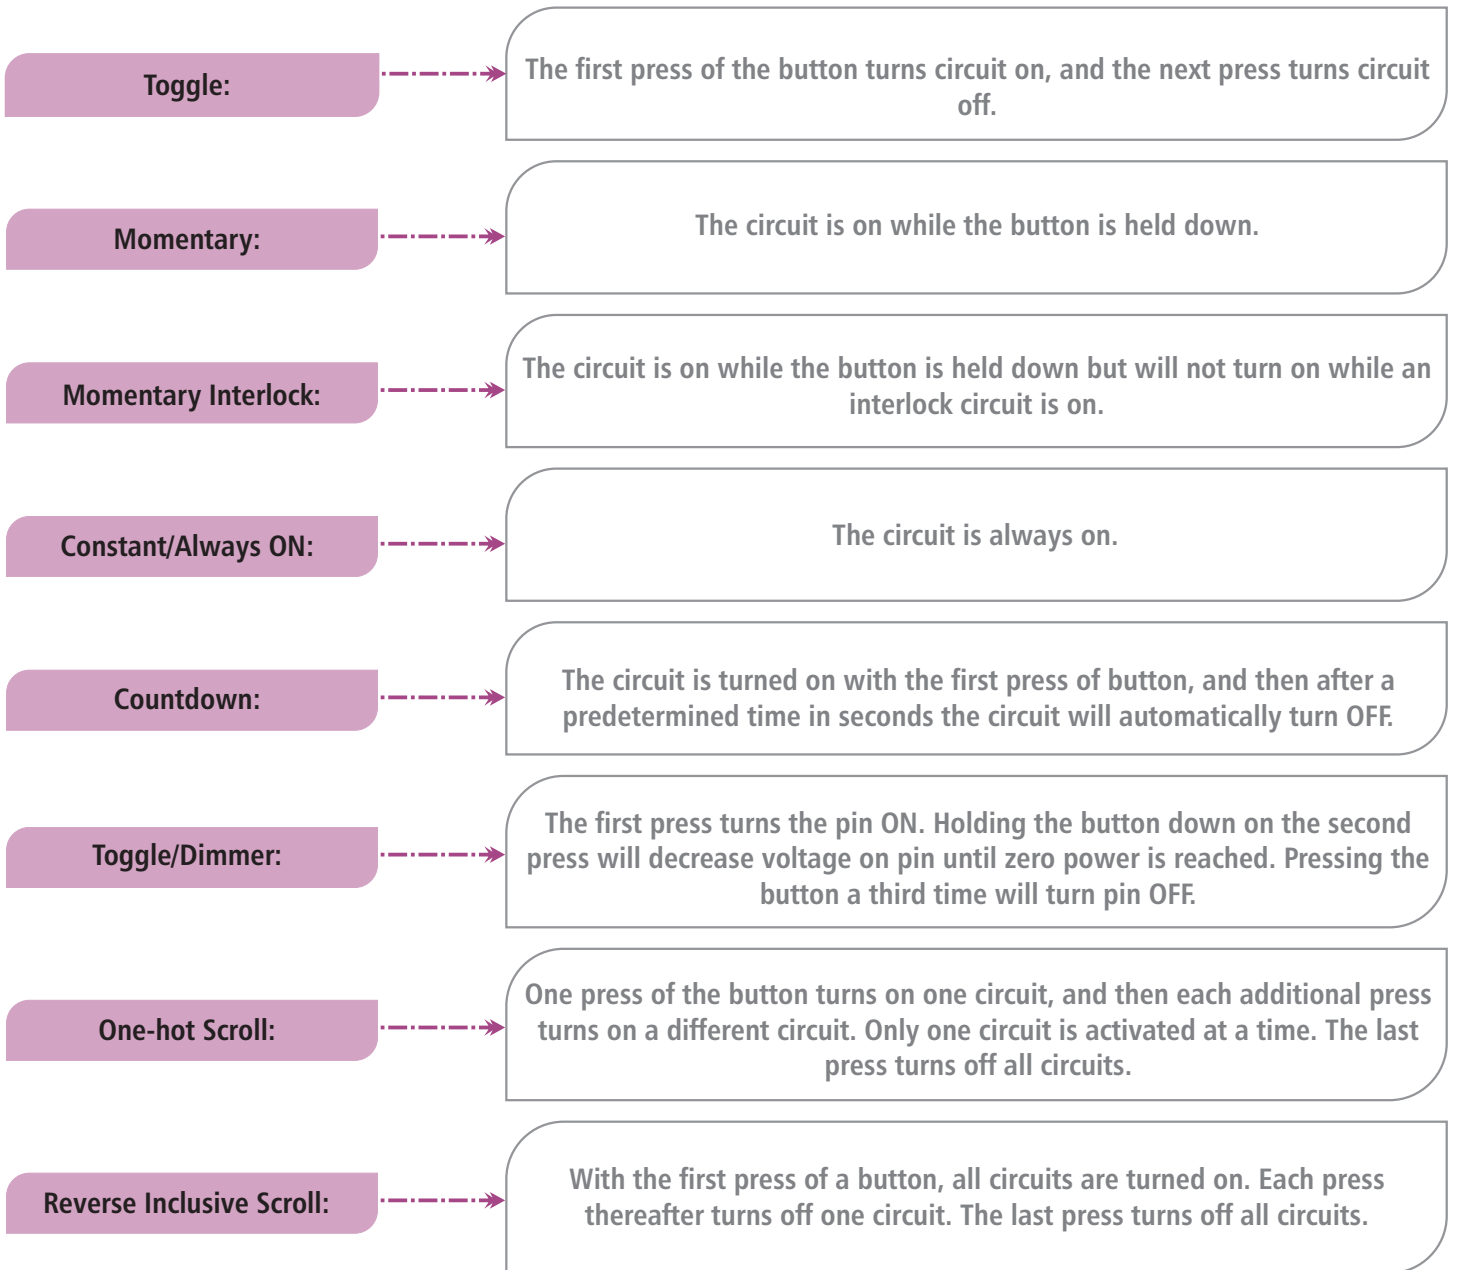 Toggle:
The first press of the button turns circuit on, and the next press turns circuit
off.
Momentary:
The circuit is on while the button is held down.
Momentary Interlock:
The circuit is on while the button is held down but will not turn on while an
interlock circuit is on.
Constant/Always ON:
The circuit is always on.
Countdown:
The circuit is turned on with the first press of button, and then after a
predetermined time in seconds the circuit will automatically turn OFF.
Toggle/Dimmer:
The first press turns the pin ON. Holding the button down on the second
press will decrease voltage on pin until zero power is reached. Pressing the
button a third time will turn pin OFF.
One-hot Scroll:
One press of the button turns on one circuit, and then each additional press
turns on a different circuit. Only one circuit is activated at a time. The last
press turns off all circuits.
Reverse Inclusive Scroll:
With the first press of a button, all circuits are turned on. Each press
thereafter turns off one circuit. The last press turns off all circuits.